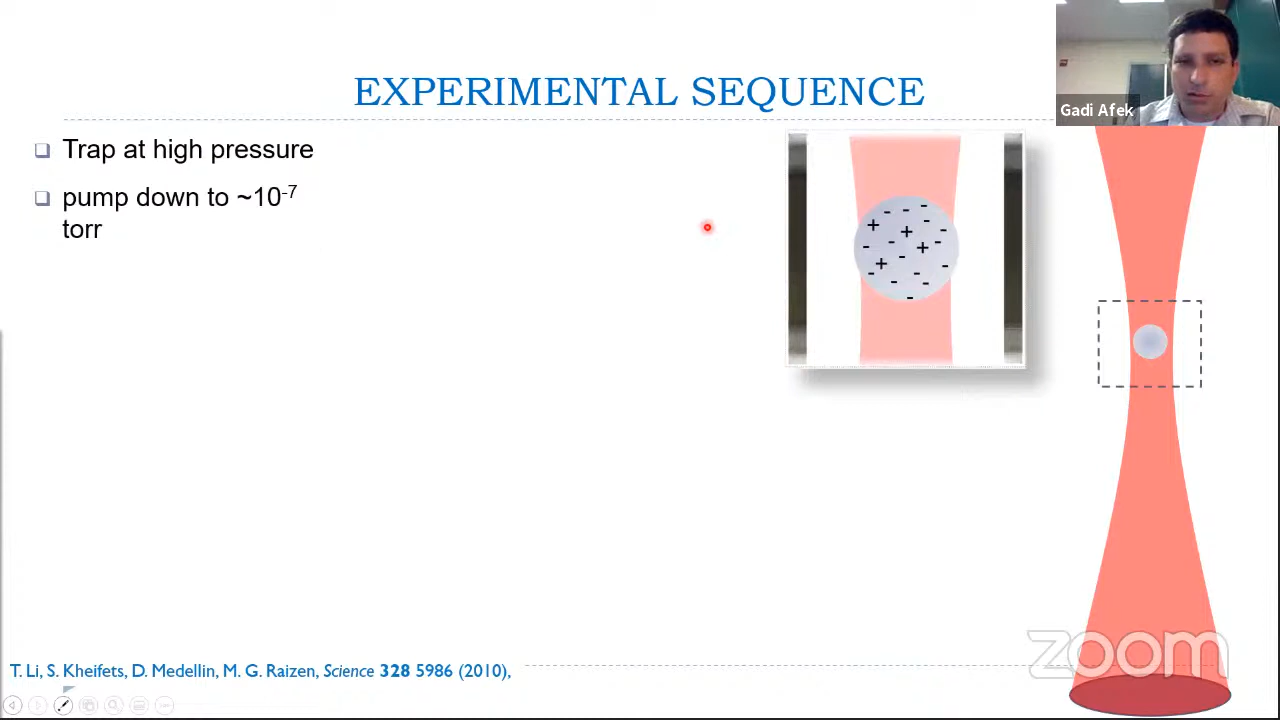 EXPERIMENTAL SEQUENCE
Gadi Afek
Trap at high pressure
pump down to ~10-7
torr
T. Li, S. Kheifets, D. Medellin, M. G. Raizen, Science 328 5986 (2010),
zoom